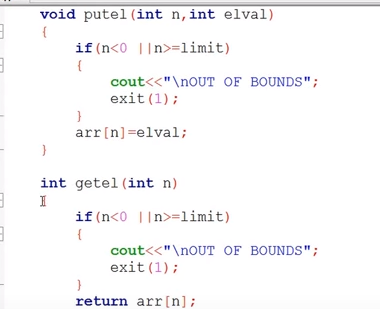 void putel(int n,int elval)
{
if(n<0 ||n>=limit)
{
cout<<"\nOUT OF BOUNDS";
exit(1);
}
arr[n]=elval;
}
int getel(int n)
{
if(n<0 ||n>=limit)
{
cout<<"\nOUT OF BOUNDS";
exit(1);
}
return arr[n];